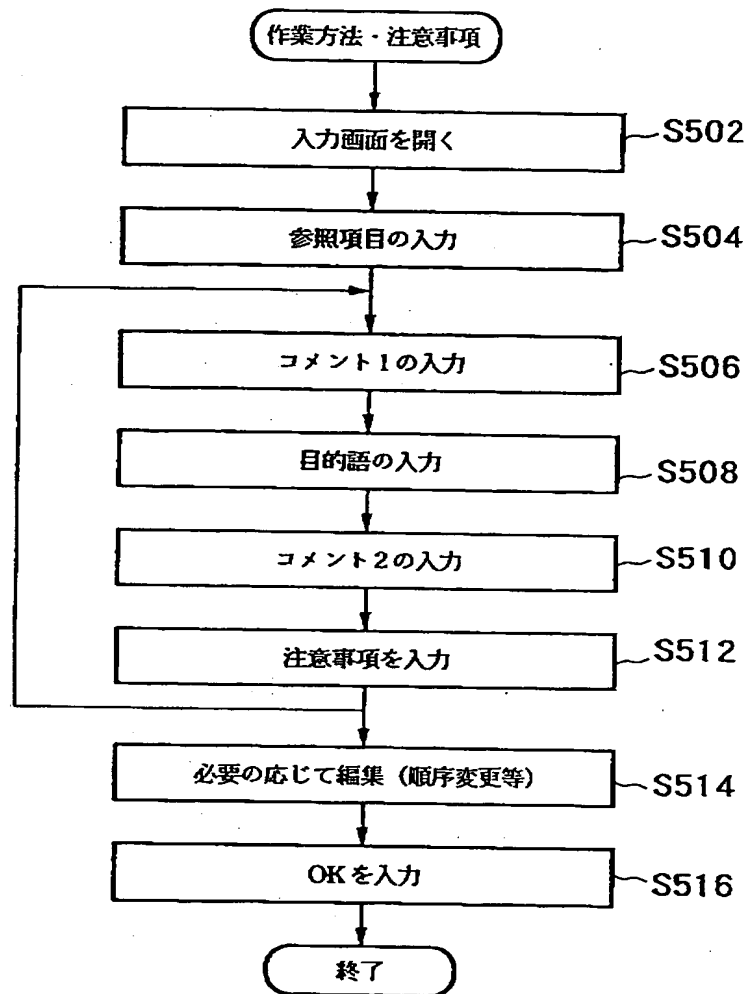 作業方法・注意事項
入力画面を開く
S502
参照項目の入力
S504
コメント1の入力
S506
目的語の入力
S508
コメント2の入力
S510
注意事項を入力
S512
必要の応じて編集（順序変更等）
S514
OKを入力
S516
終了